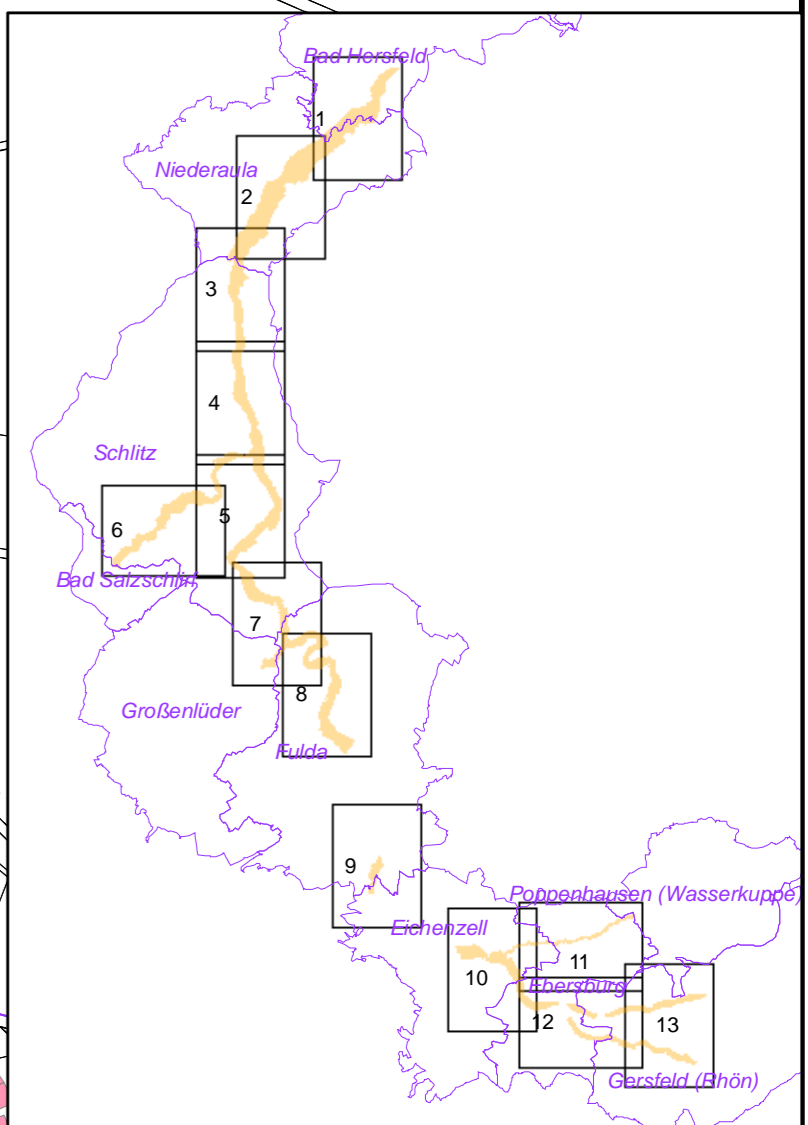 Bad Hersfeld
1
Niederaula
2
3
4
Schlitz
5
6
Bad Salzschlirf
7
8
Großenlüder
Fulda
9
Poppenhausen (Wasserkuppe)
Eichenzell
11
10
Ebersburg
12
13
Gersfeld (Rhön)